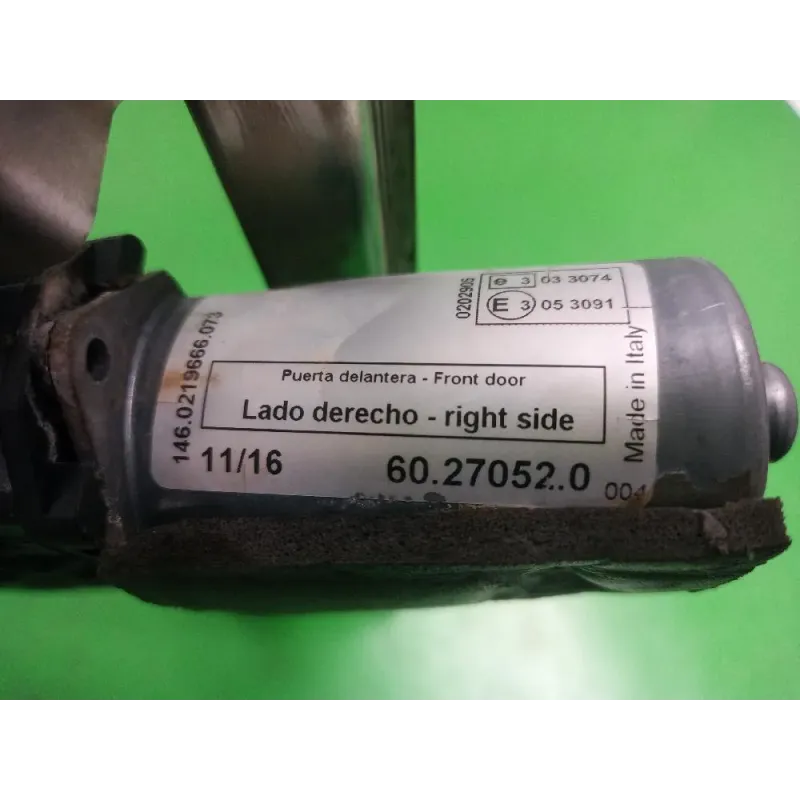 146.0219666.073
0202905
e 3 03 3074
E 3 05 3091
Puerta delantera - Front door
Lado derecho - right side
11/16
60.27052.0
004
Made in Italy